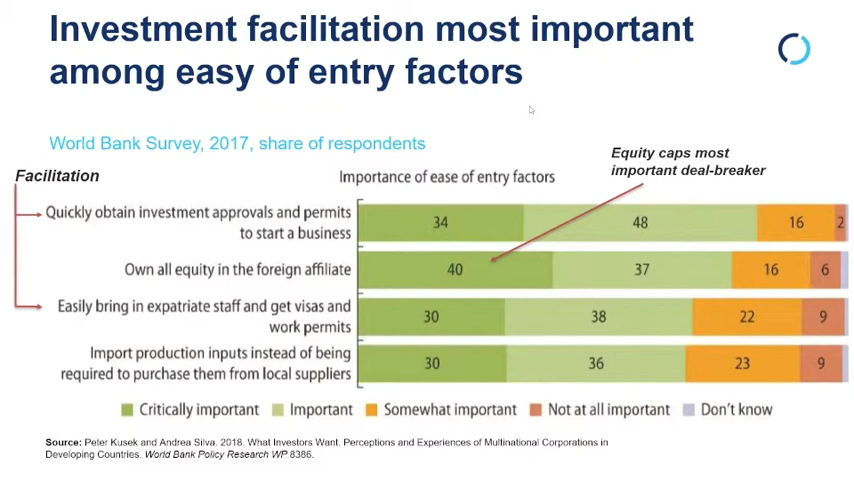 Investment facilitation most important
among easy of entry factors
World Bank Survey, 2017, share of respondents
Equity caps most
important deal-breaker
Facilitation
Importance of ease of entry factors
Quickly obtain investment approvals and permits
to start a business
34 48 16 2
Own all equity in the foreign affiliate
40 37 16 6
Easily bring in expatriate staff and get visas and
work permits
30 38 22 9
Import production inputs instead of being
required to purchase them from local suppliers
30 36 23 9
Critically important Important Somewhat important Not at all important Don't know
Source: Peter Kusek and Andrea Silva. 2018. What Investors Want. Perceptions and Experiences of Multinational Corporations in
Developing Countries. World Bank Policy Research WP 8386.